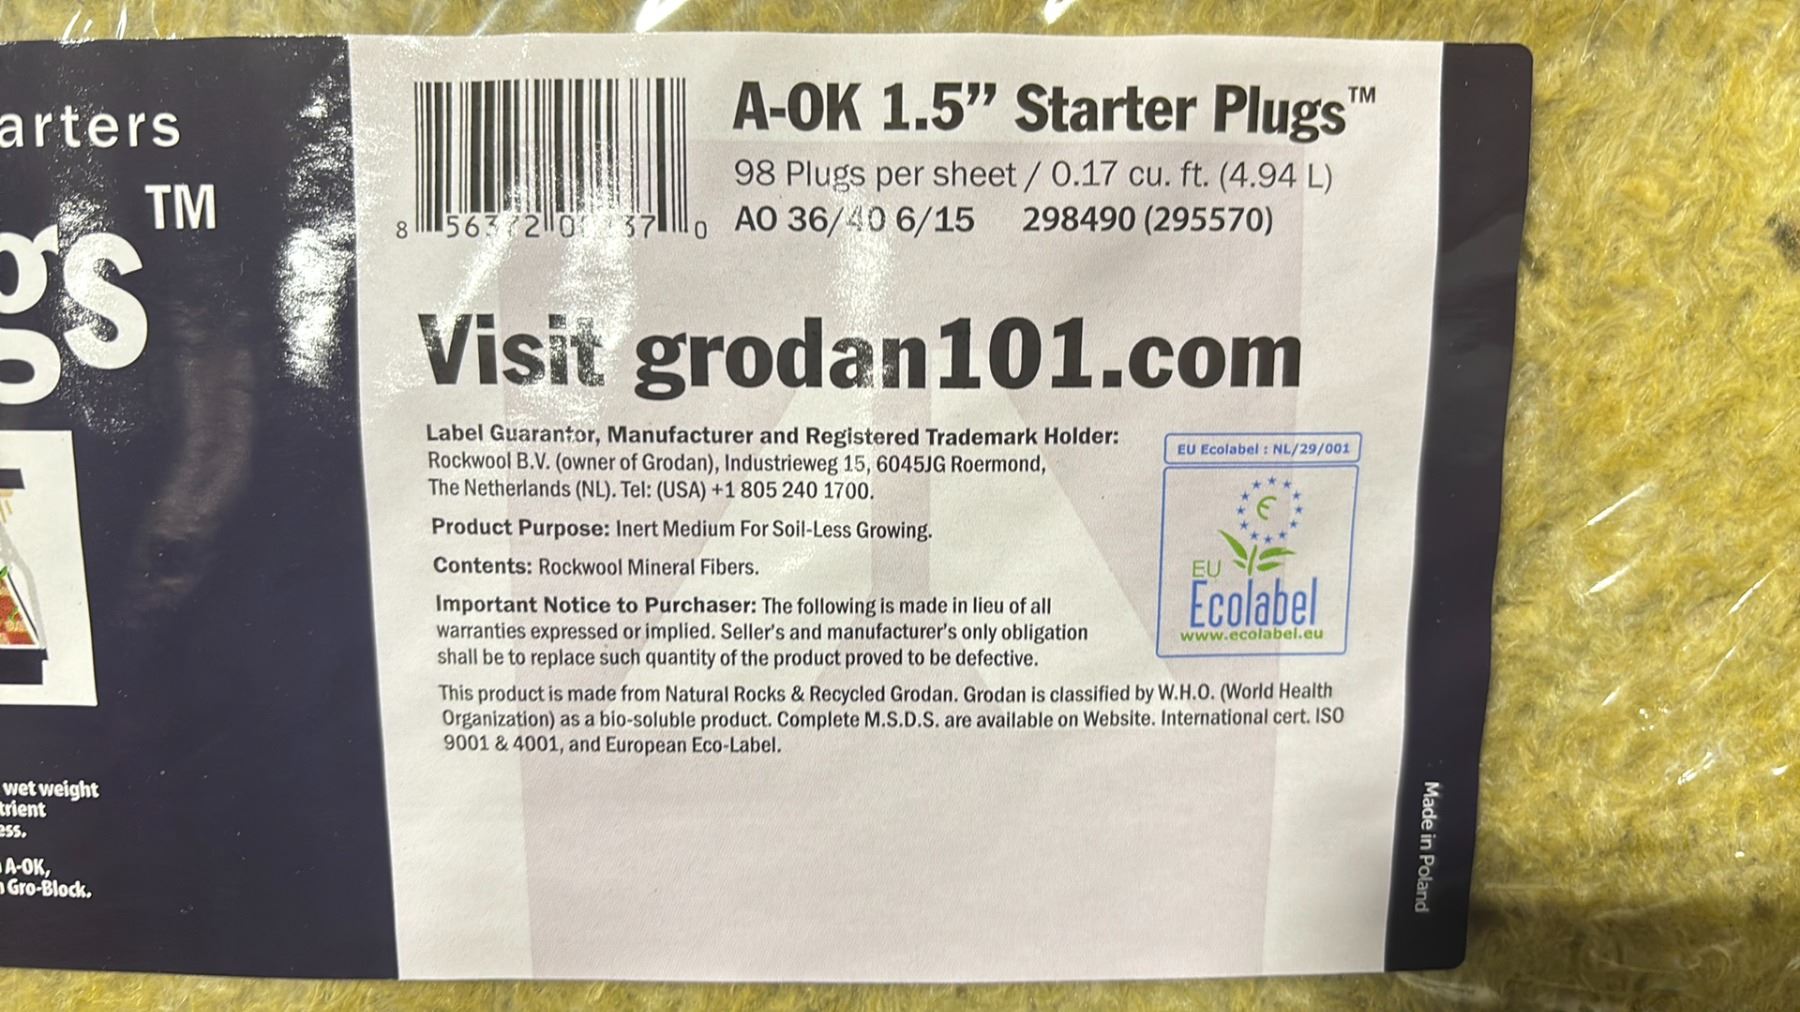 arters
TM
gs
wet weight
trient
ess.
A-OK,
Gro-Block.
A-OK 1.5” Starter Plugs™
98 Plugs per sheet / 0.17 cu. ft. (4.94 L)
AO 36/40 6/15 298490 (295570)
Visit grodan101.com
Label Guarantor, Manufacturer and Registered Trademark Holder:
Rockwool B.V. (owner of Grodan), Industrieweg 15, 6045JG Roermond,
The Netherlands (NL). Tel: (USA) +1 805 240 1700.
Product Purpose: Inert Medium For Soil-Less Growing.
Contents: Rockwool Mineral Fibers.
Important Notice to Purchaser: The following is made in lieu of all
warranties expressed or implied. Seller's and manufacturer's only obligation
shall be to replace such quantity of the product proved to be defective.
This product is made from Natural Rocks & Recycled Grodan. Grodan is classified by W.H.O. (World Health
Organization) as a bio-soluble product. Complete M.S.D.S. are available on Website. International cert. ISO
9001 & 4001, and European Eco-Label.
EU Ecolabel : NL/29/001
EU
Ecolabel
www.ecolabel.eu
Made in Poland